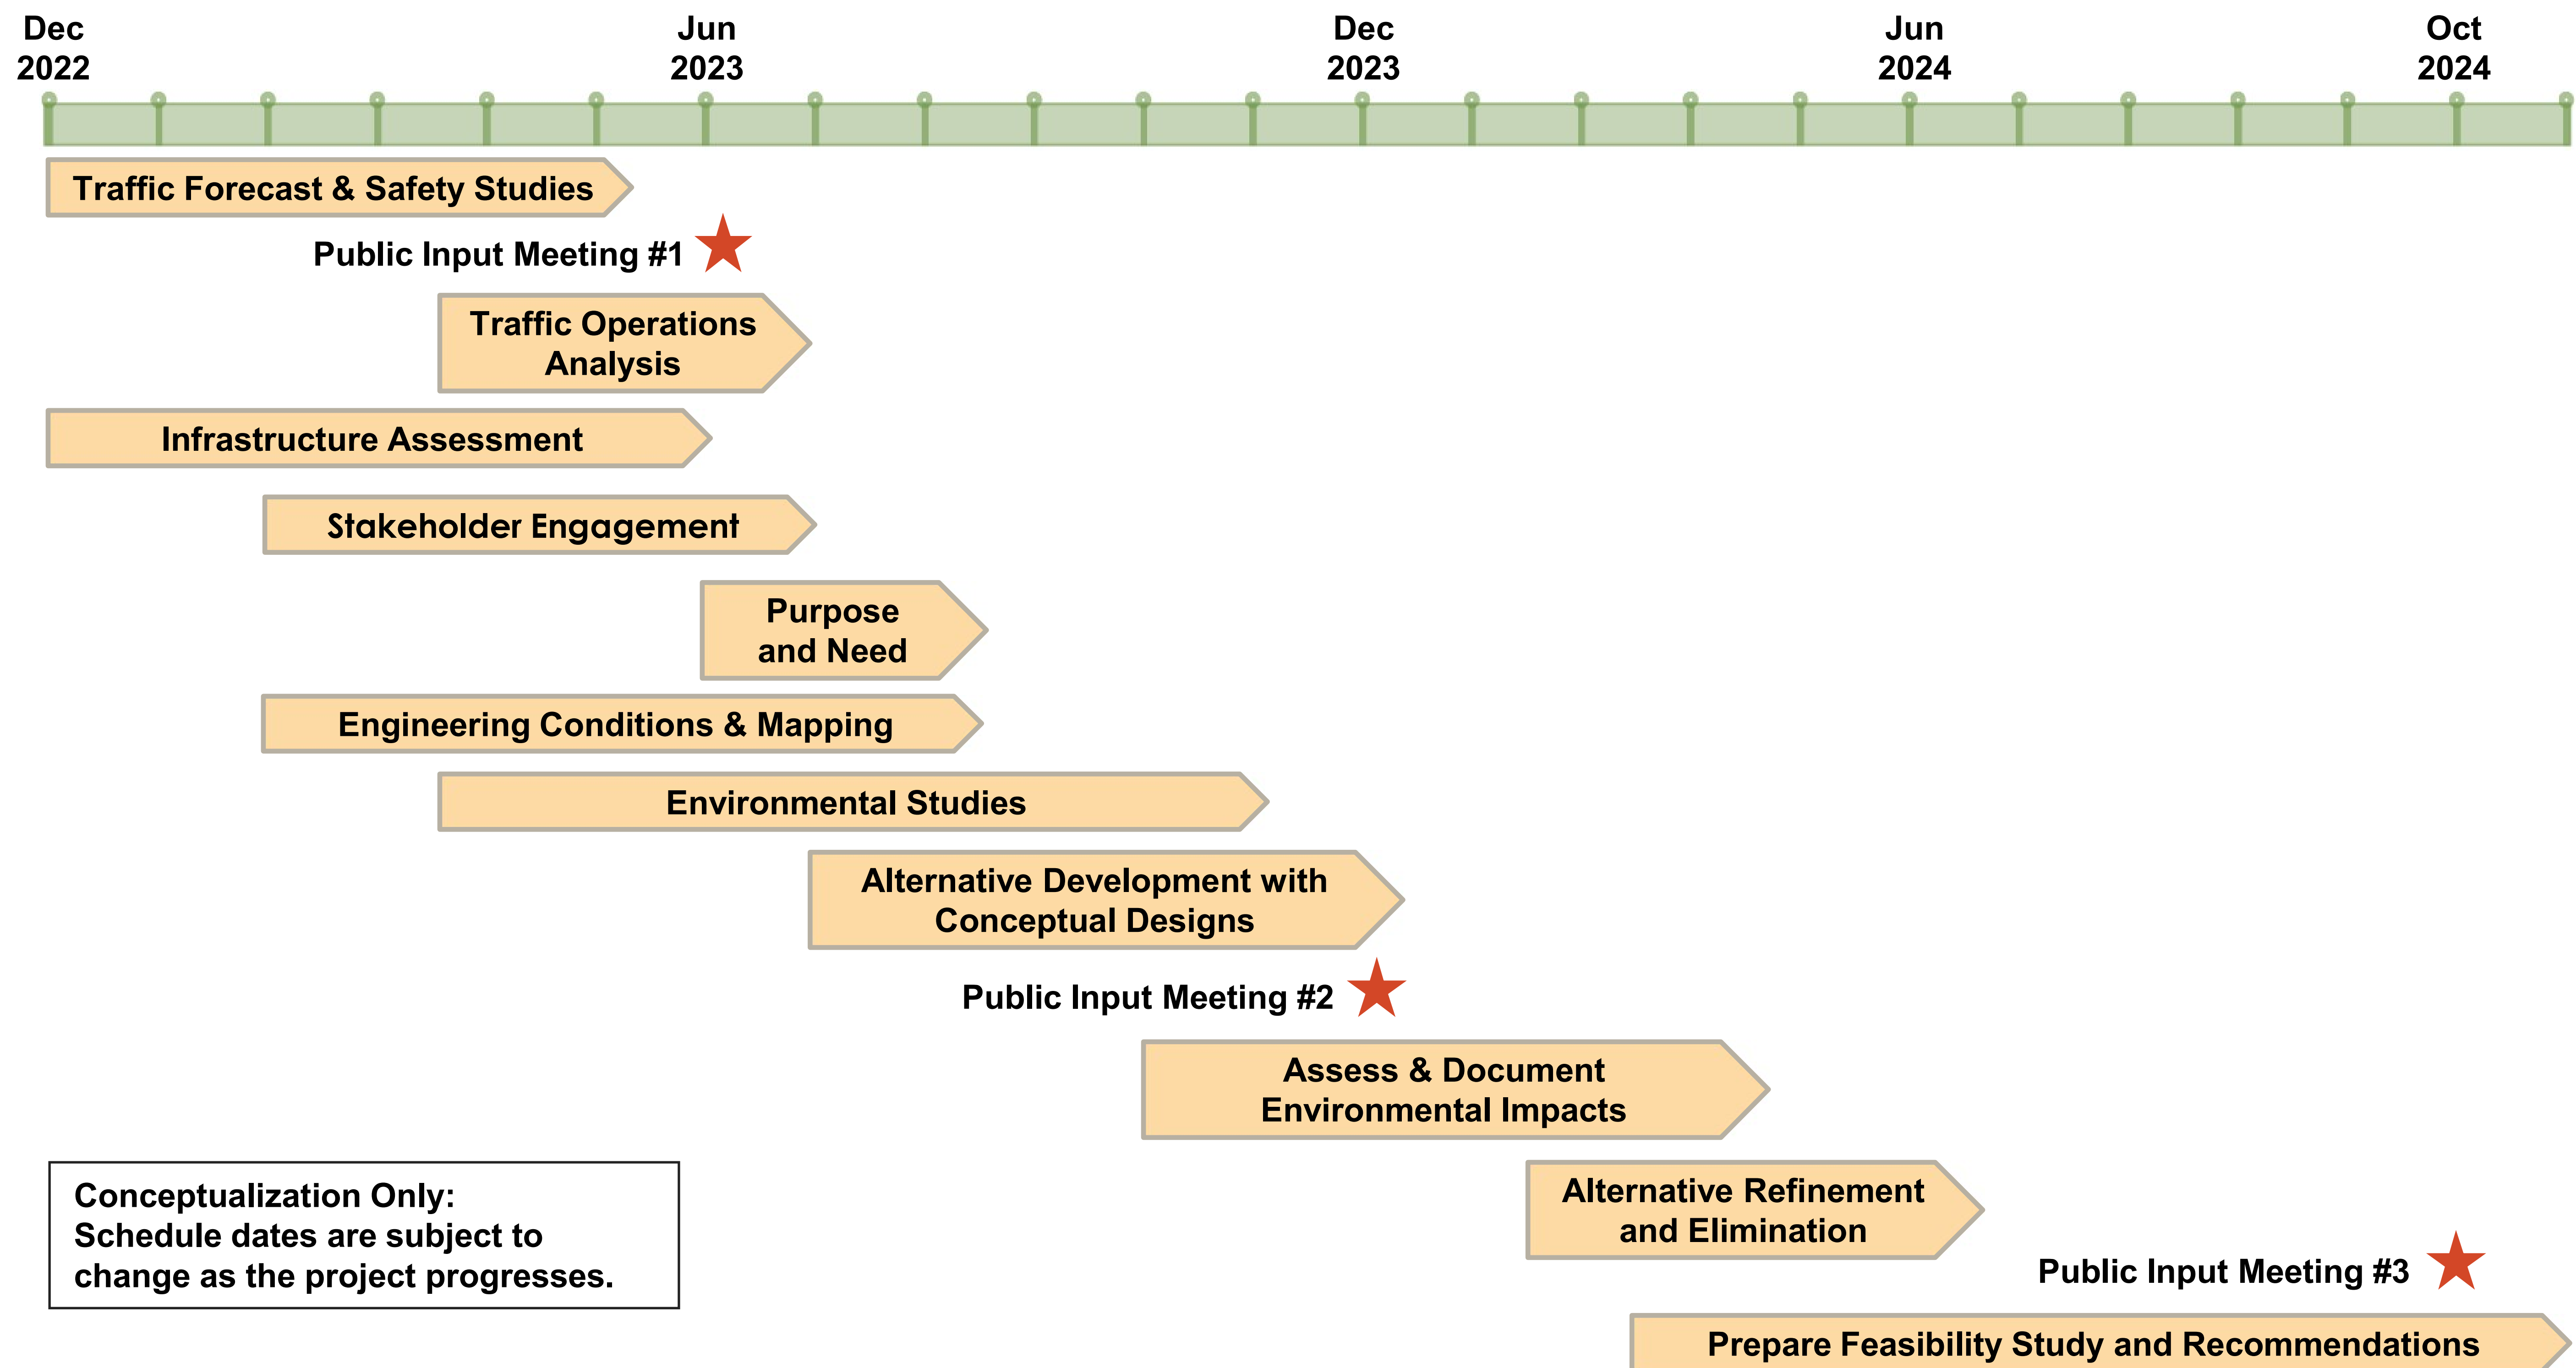 Dec
2022
Jun
2023
Dec
2023
Jun
2024
Oct
2024
Traffic Forecast & Safety Studies
Public Input Meeting #1
Traffic Operations
Analysis
Infrastructure Assessment
Stakeholder Engagement
Purpose
and Need
Engineering Conditions & Mapping
Environmental Studies
Alternative Development with
Conceptual Designs
Public Input Meeting #2
Assess & Document
Environmental Impacts
Alternative Refinement
and Elimination
Conceptualization Only:
Schedule dates are subject to
change as the project progresses.
Public Input Meeting #3
Prepare Feasibility Study and Recommendations